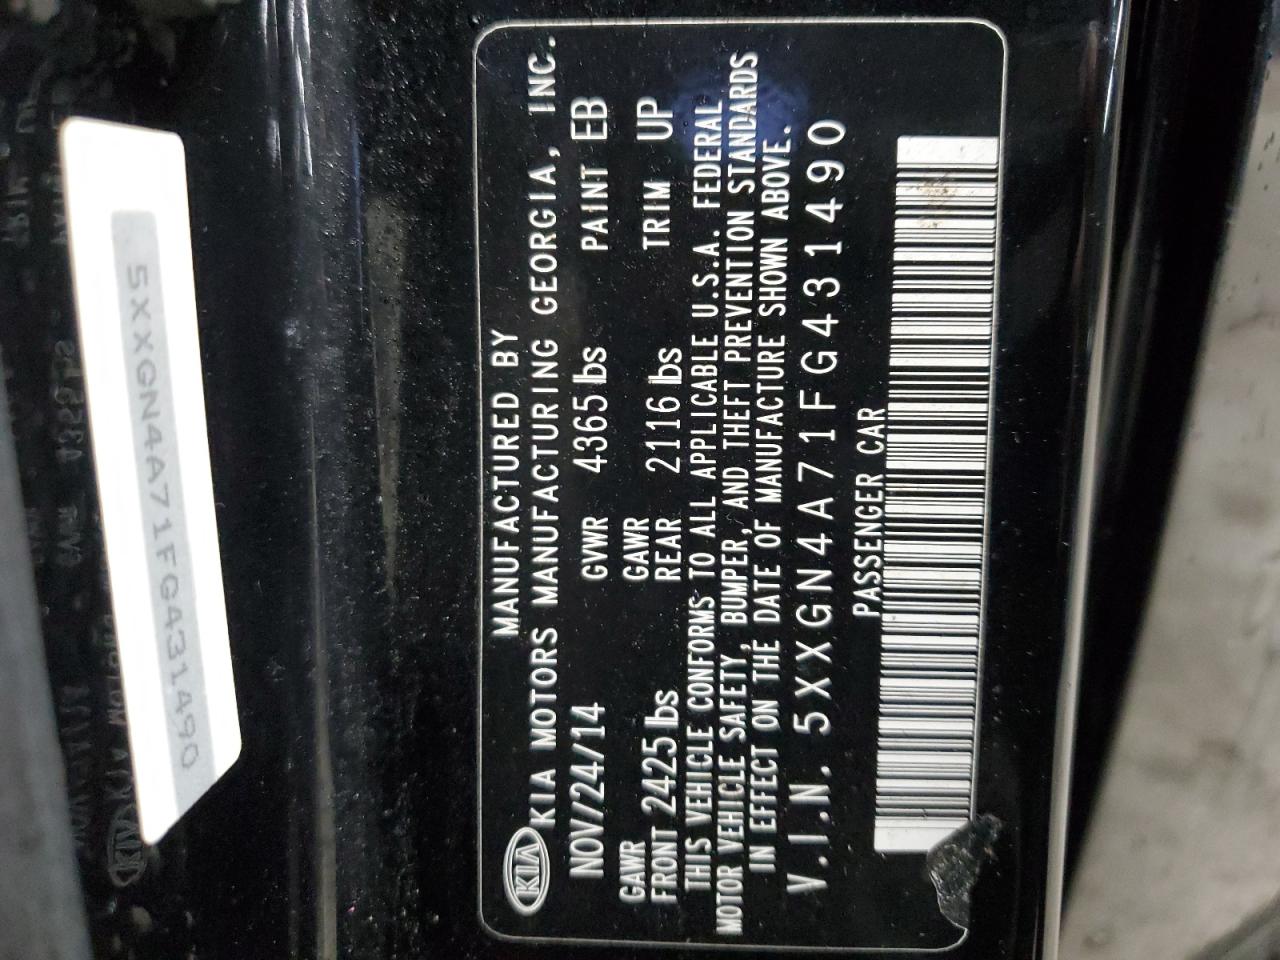 MANUFACTURED BY
KIA KIA MOTORS MANUFACTURING GEORGIA, INC.
NOV/24/14 GVWR 4365 lbs PAINT EB
GAWR FRONT 2425 lbs GAWR REAR 2116 lbs TRIM UP
THIS VEHICLE CONFORMS TO ALL APPLICABLE U.S.A. FEDERAL
MOTOR VEHICLE SAFETY, BUMPER, AND THEFT PREVENTION STANDARDS
IN EFFECT ON THE DATE OF MANUFACTURE SHOWN ABOVE.
V.I.N. 5XXGN4A71FG431490
PASSENGER CAR
5XXGN4A71FG431490